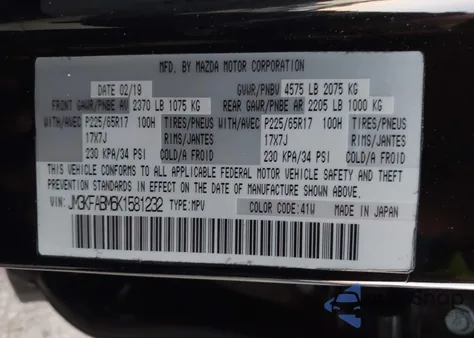 MFD. BY MAZDA MOTOR CORPORATION
DATE 02/19 GVWR/PNBV 4575 LB 2075 KG
FRONT GAWR/PNBE AV 2370 LB 1075 KG REAR GAWR/PNBE AR 2205 LB 1000 KG
WITH/AVEC P225/65R17 100H TIRES/PNEUS WITH/AVEC P225/65R17 100H TIRES/PNEUS
17X7J RIMS/JANTES 17X7J RIMS/JANTES
230 KPA/34 PSI COLD/A FROID 230 KPA/34 PSI COLD/A FROID
THIS VEHICLE CONFORMS TO ALL APPLICABLE FEDERAL MOTOR VEHICLE SAFETY AND THEFT
PREVENTION STANDARDS IN EFFECT ON THE DATE OF MANUFACTURE SHOWN ABOVE.
VIN: JM3KFABM6K1581232 TYPE: MPV COLOR CODE: 41W MADE IN JAPAN